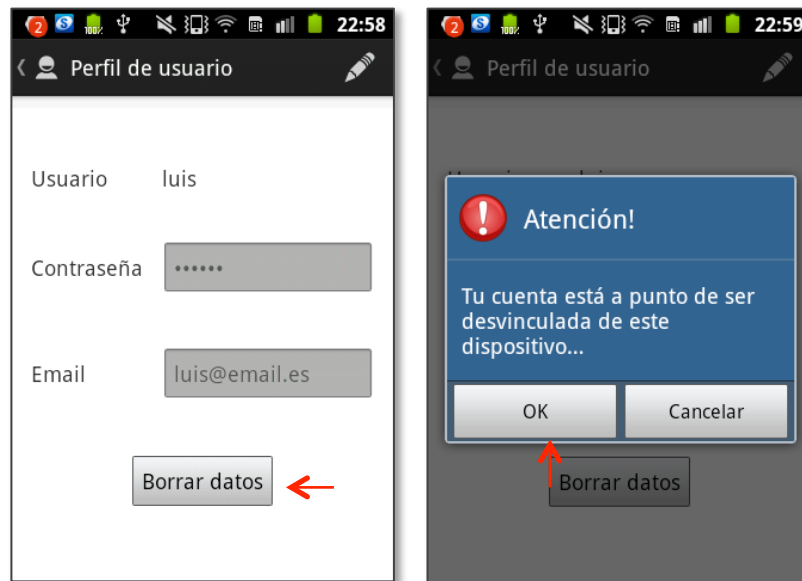 22:58
Perfil de usuario
Usuario luis
Contraseña ••••••
Email luis@email.es
Borrar datos
22:59
Perfil de usuario
Atención!
Tu cuenta está a punto de ser
desvinculada de este
dispositivo...
OK Cancelar
Borrar datos